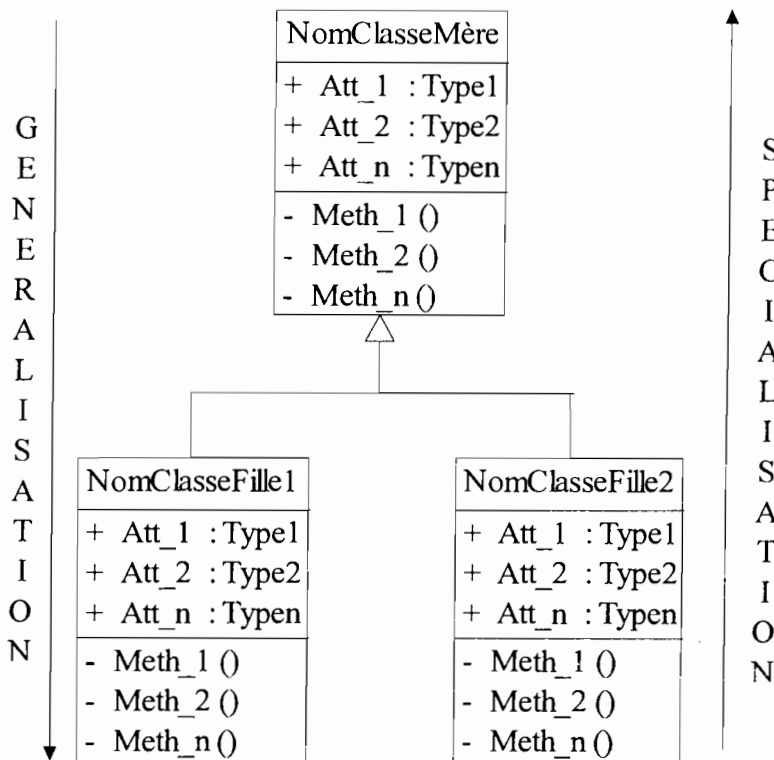 NomClasseMère
+ Att_1 : Type1
+ Att_2 : Type2
+ Att_n : Typen
- Meth_1 ()
- Meth_2 ()
- Meth_n ()
GENERALISATION
SPECIALISATION
NomClasseFille1
+ Att_1 : Type1
+ Att_2 : Type2
+ Att_n : Typen
- Meth_1 ()
- Meth_2 ()
- Meth_n ()
NomClasseFille2
+ Att_1 : Type1
+ Att_2 : Type2
+ Att_n : Typen
- Meth_1 ()
- Meth_2 ()
- Meth_n ()